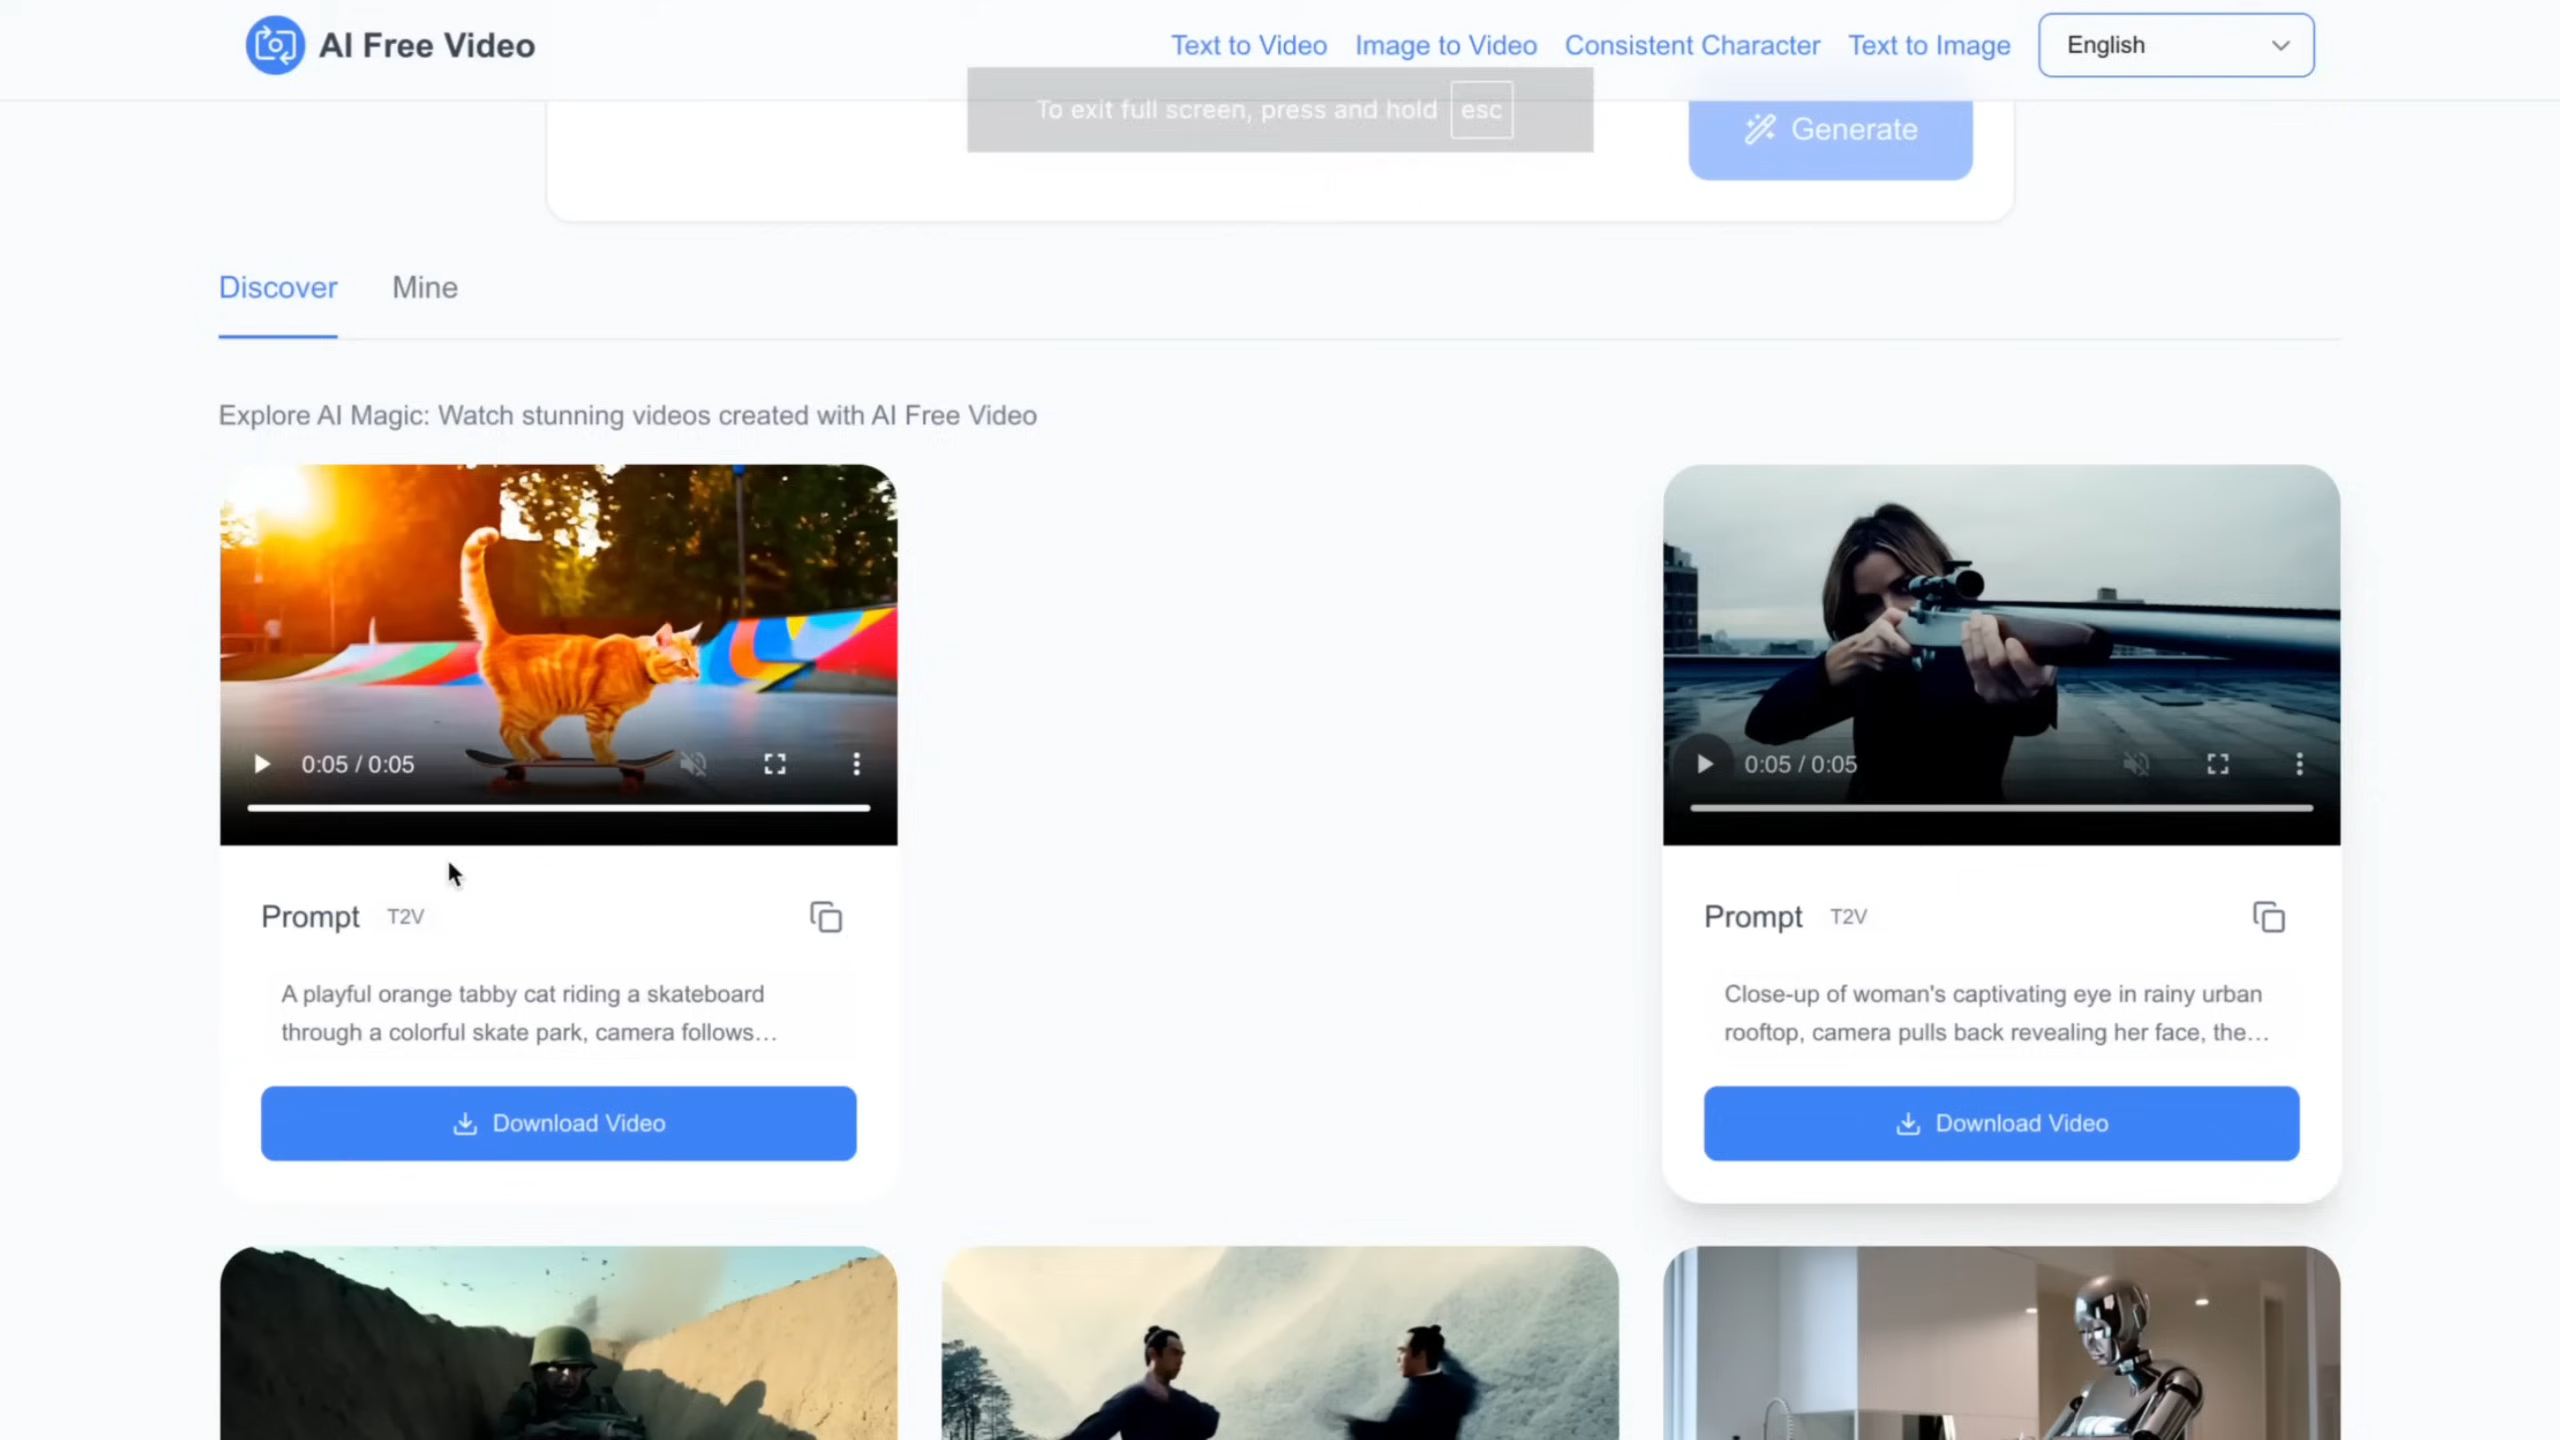 AI Free Video
Text to Video
Image to Video
Consistent Character
Text to Image
English
To exit full screen, press and hold esc
Generate
Discover
Mine
Explore AI Magic: Watch stunning videos created with AI Free Video
0:05 / 0:05
Prompt T2V
A playful orange tabby cat riding a skateboard
through a colorful skate park, camera follows...
Download Video
0:05 / 0:05
Prompt T2V
Close-up of woman's captivating eye in rainy urban
rooftop, camera pulls back revealing her face, the...
Download Video